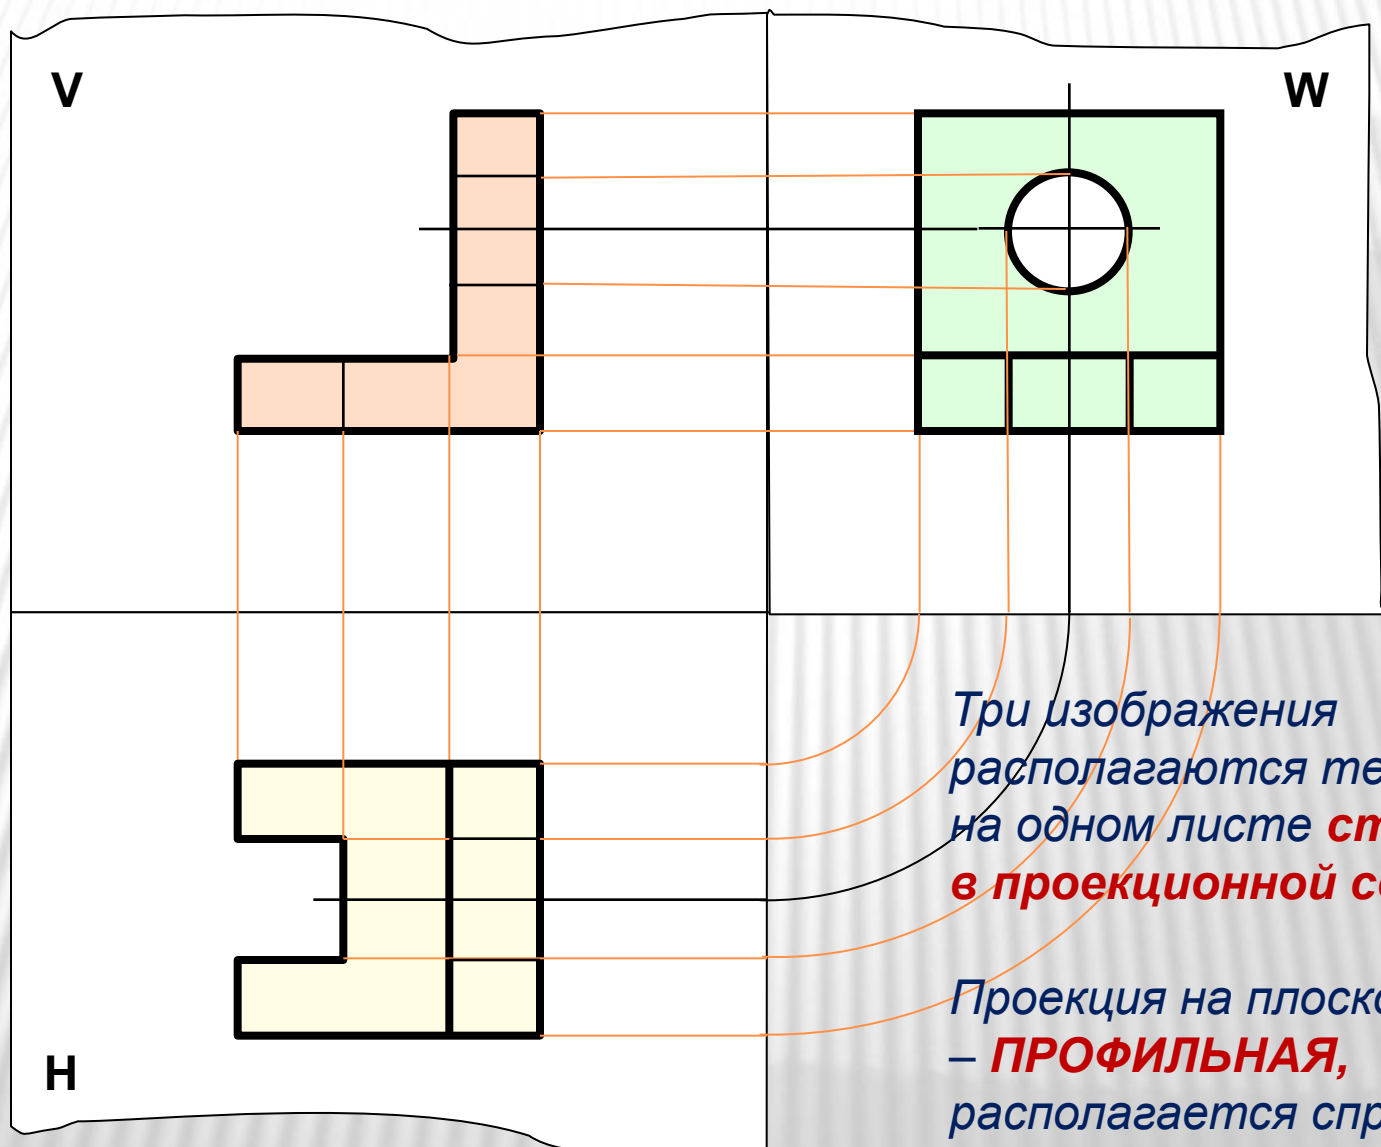 V
W
Три изображения
располагаются
на одном листе
в проекционной
Проекция на
– ПРОФИЛЬНАЯ,
располагается
H